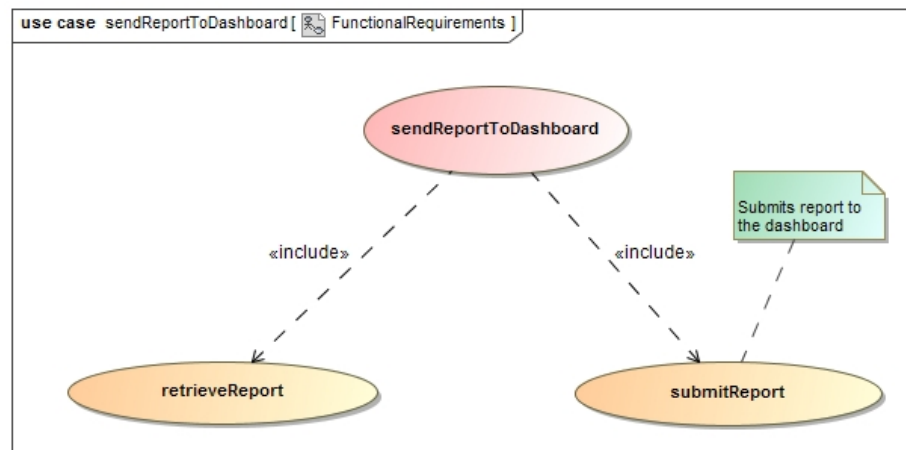 use case sendReportToDashboard [ FunctionalRequirements ]
sendReportToDashboard
Submits report to
the dashboard
«include»
«include»
retrieveReport
submitReport